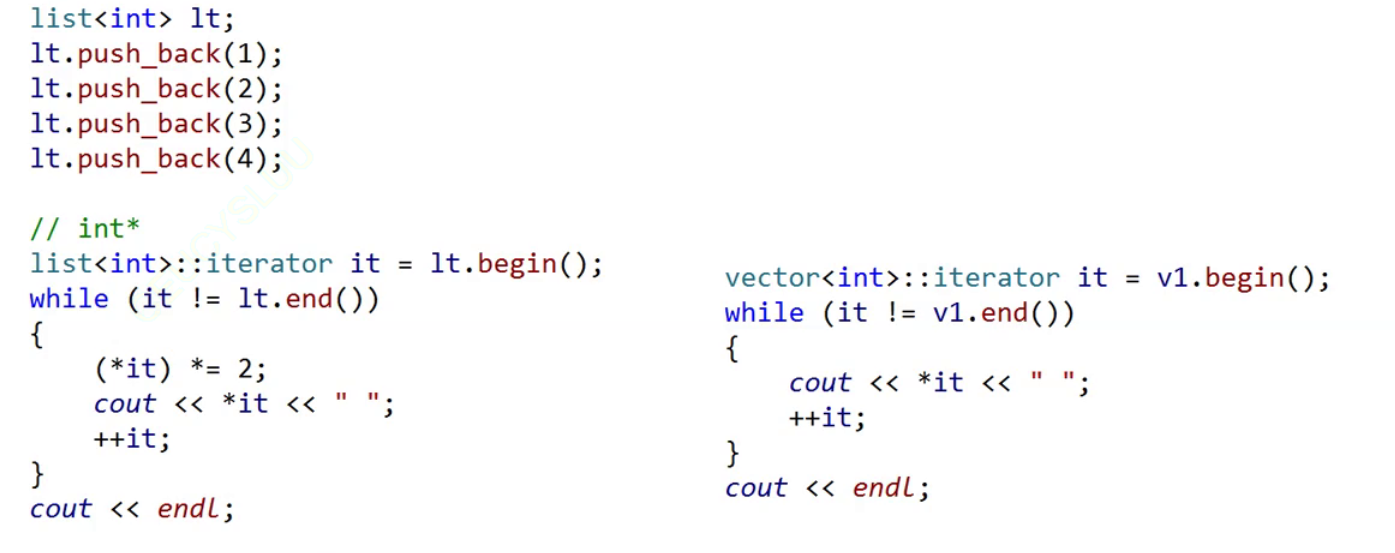 list<int> lt;
lt.push_back(1);
lt.push_back(2);
lt.push_back(3);
lt.push_back(4);
// int*
list<int>::iterator it = lt.begin();
while (it != lt.end())
{
    (*it) *= 2;
    cout << *it << " ";
    ++it;
}
cout << endl;
vector<int>::iterator it = v1.begin();
while (it != v1.end())
{
    cout << *it << " ";
    ++it;
}
cout << endl;